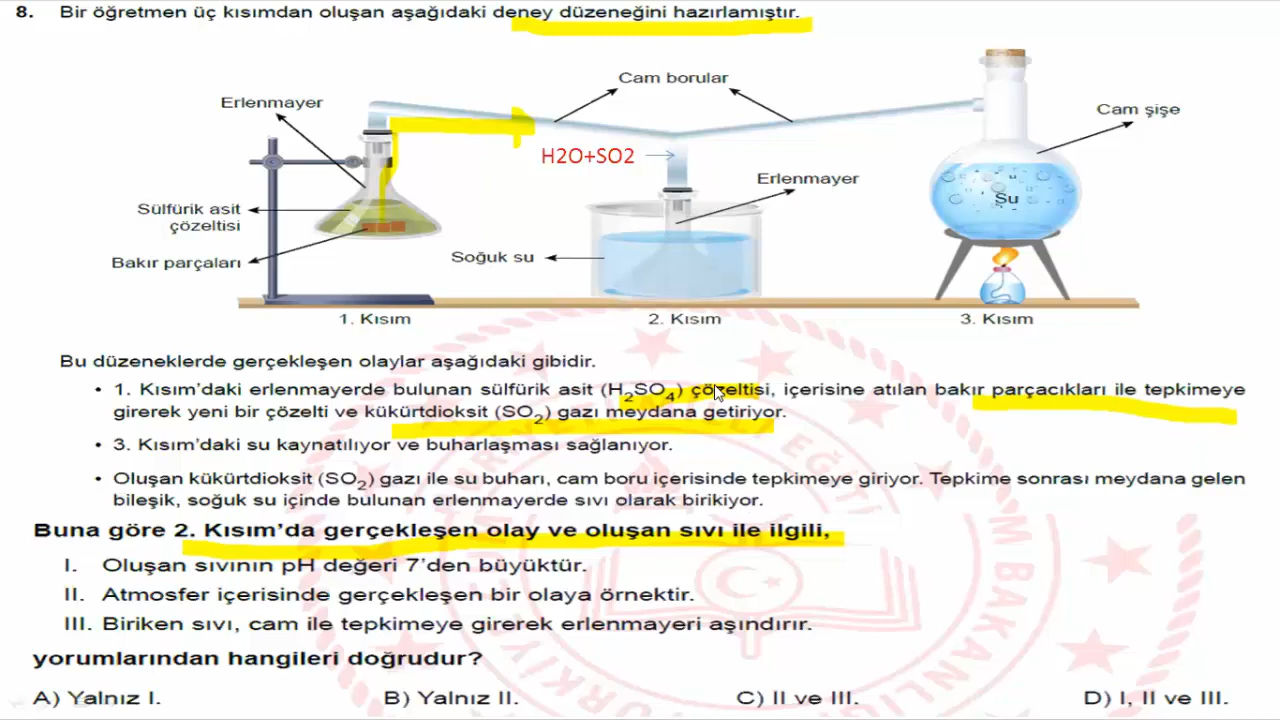 8. Bir öğretmen üç kısımdan oluşan aşağıdaki deney düzeneğini hazırlamıştır.
Cam borular
Erlenmayer
Cam şişe
H2O+SO2
Erlenmayer
Su
Sülfürik asit
çözeltisi
Soğuk su
Bakır parçaları
1. Kısım
2. Kısım
3. Kısım
Bu düzeneklerde gerçekleşen olaylar aşağıdaki gibidir.
• 1. Kısım'daki erlenmayerde bulunan sülfürik asit (H₂SO₄) çözeltisi, içerisine atılan bakır parçacıkları ile tepkimeye
girerek yeni bir çözelti ve kükürtdioksit (SO₂) gazı meydana getiriyor.
• 3. Kısım'daki su kaynatılıyor ve buharlaşması sağlanıyor.
• Oluşan kükürtdioksit (SO₂) gazı ile su buharı, cam boru içerisinde tepkimeye giriyor. Tepkime sonrası meydana gelen
bileşik, soğuk su içinde bulunan erlenmayerde sıvı olarak birikiyor.
Buna göre 2. Kısım'da gerçekleşen olay ve oluşan sıvı ile ilgili,
I. Oluşan sıvının pH değeri 7'den büyüktür.
II. Atmosfer içerisinde gerçekleşen bir olaya örnektir.
III. Biriken sıvı, cam ile tepkimeye girerek erlenmayeri aşındırır.
yorumlarından hangileri doğrudur?
A) Yalnız I. B) Yalnız II. C) II ve III. D) I, II ve III.